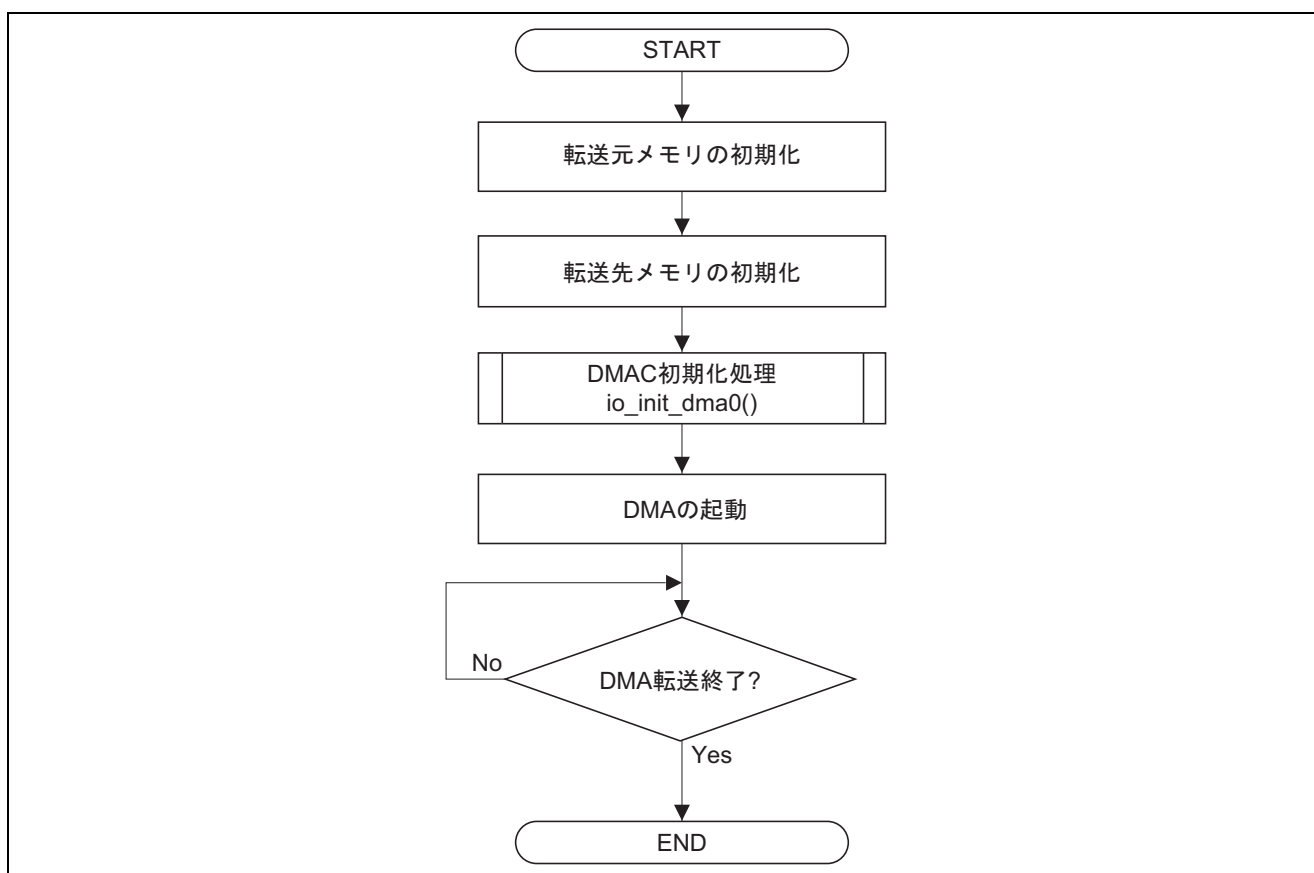 START
転送元メモリの初期化
転送先メモリの初期化
DMAC初期化処理
io_init_dma0()
DMAの起動
No
DMA転送終了?
Yes
END